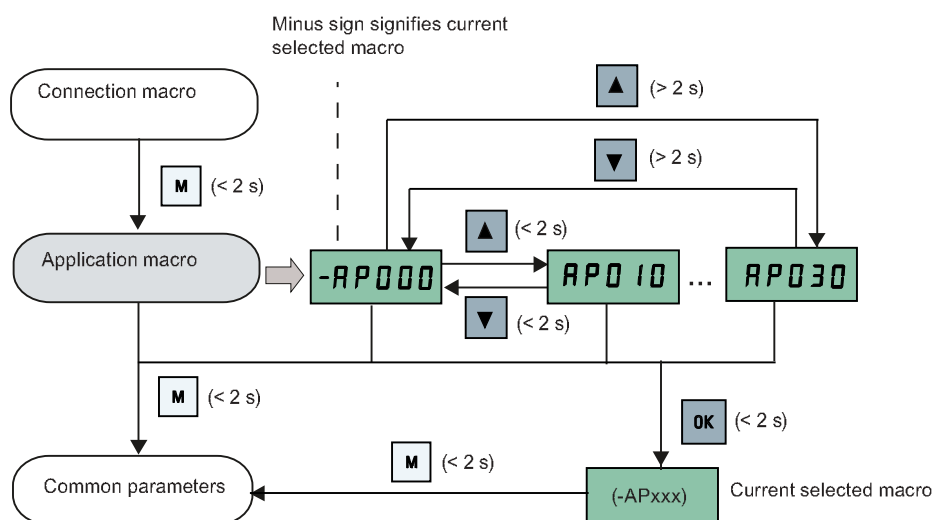 Minus sign signifies current
selected macro
Connection macro
▲ (> 2 s)
▼ (> 2 s)
M (< 2 s)
▲ (< 2 s)
Application macro
-AP000
AP010
...
AP030
▼ (< 2 s)
M (< 2 s)
OK (< 2 s)
M (< 2 s)
Common parameters
(-APxxx)
Current selected macro